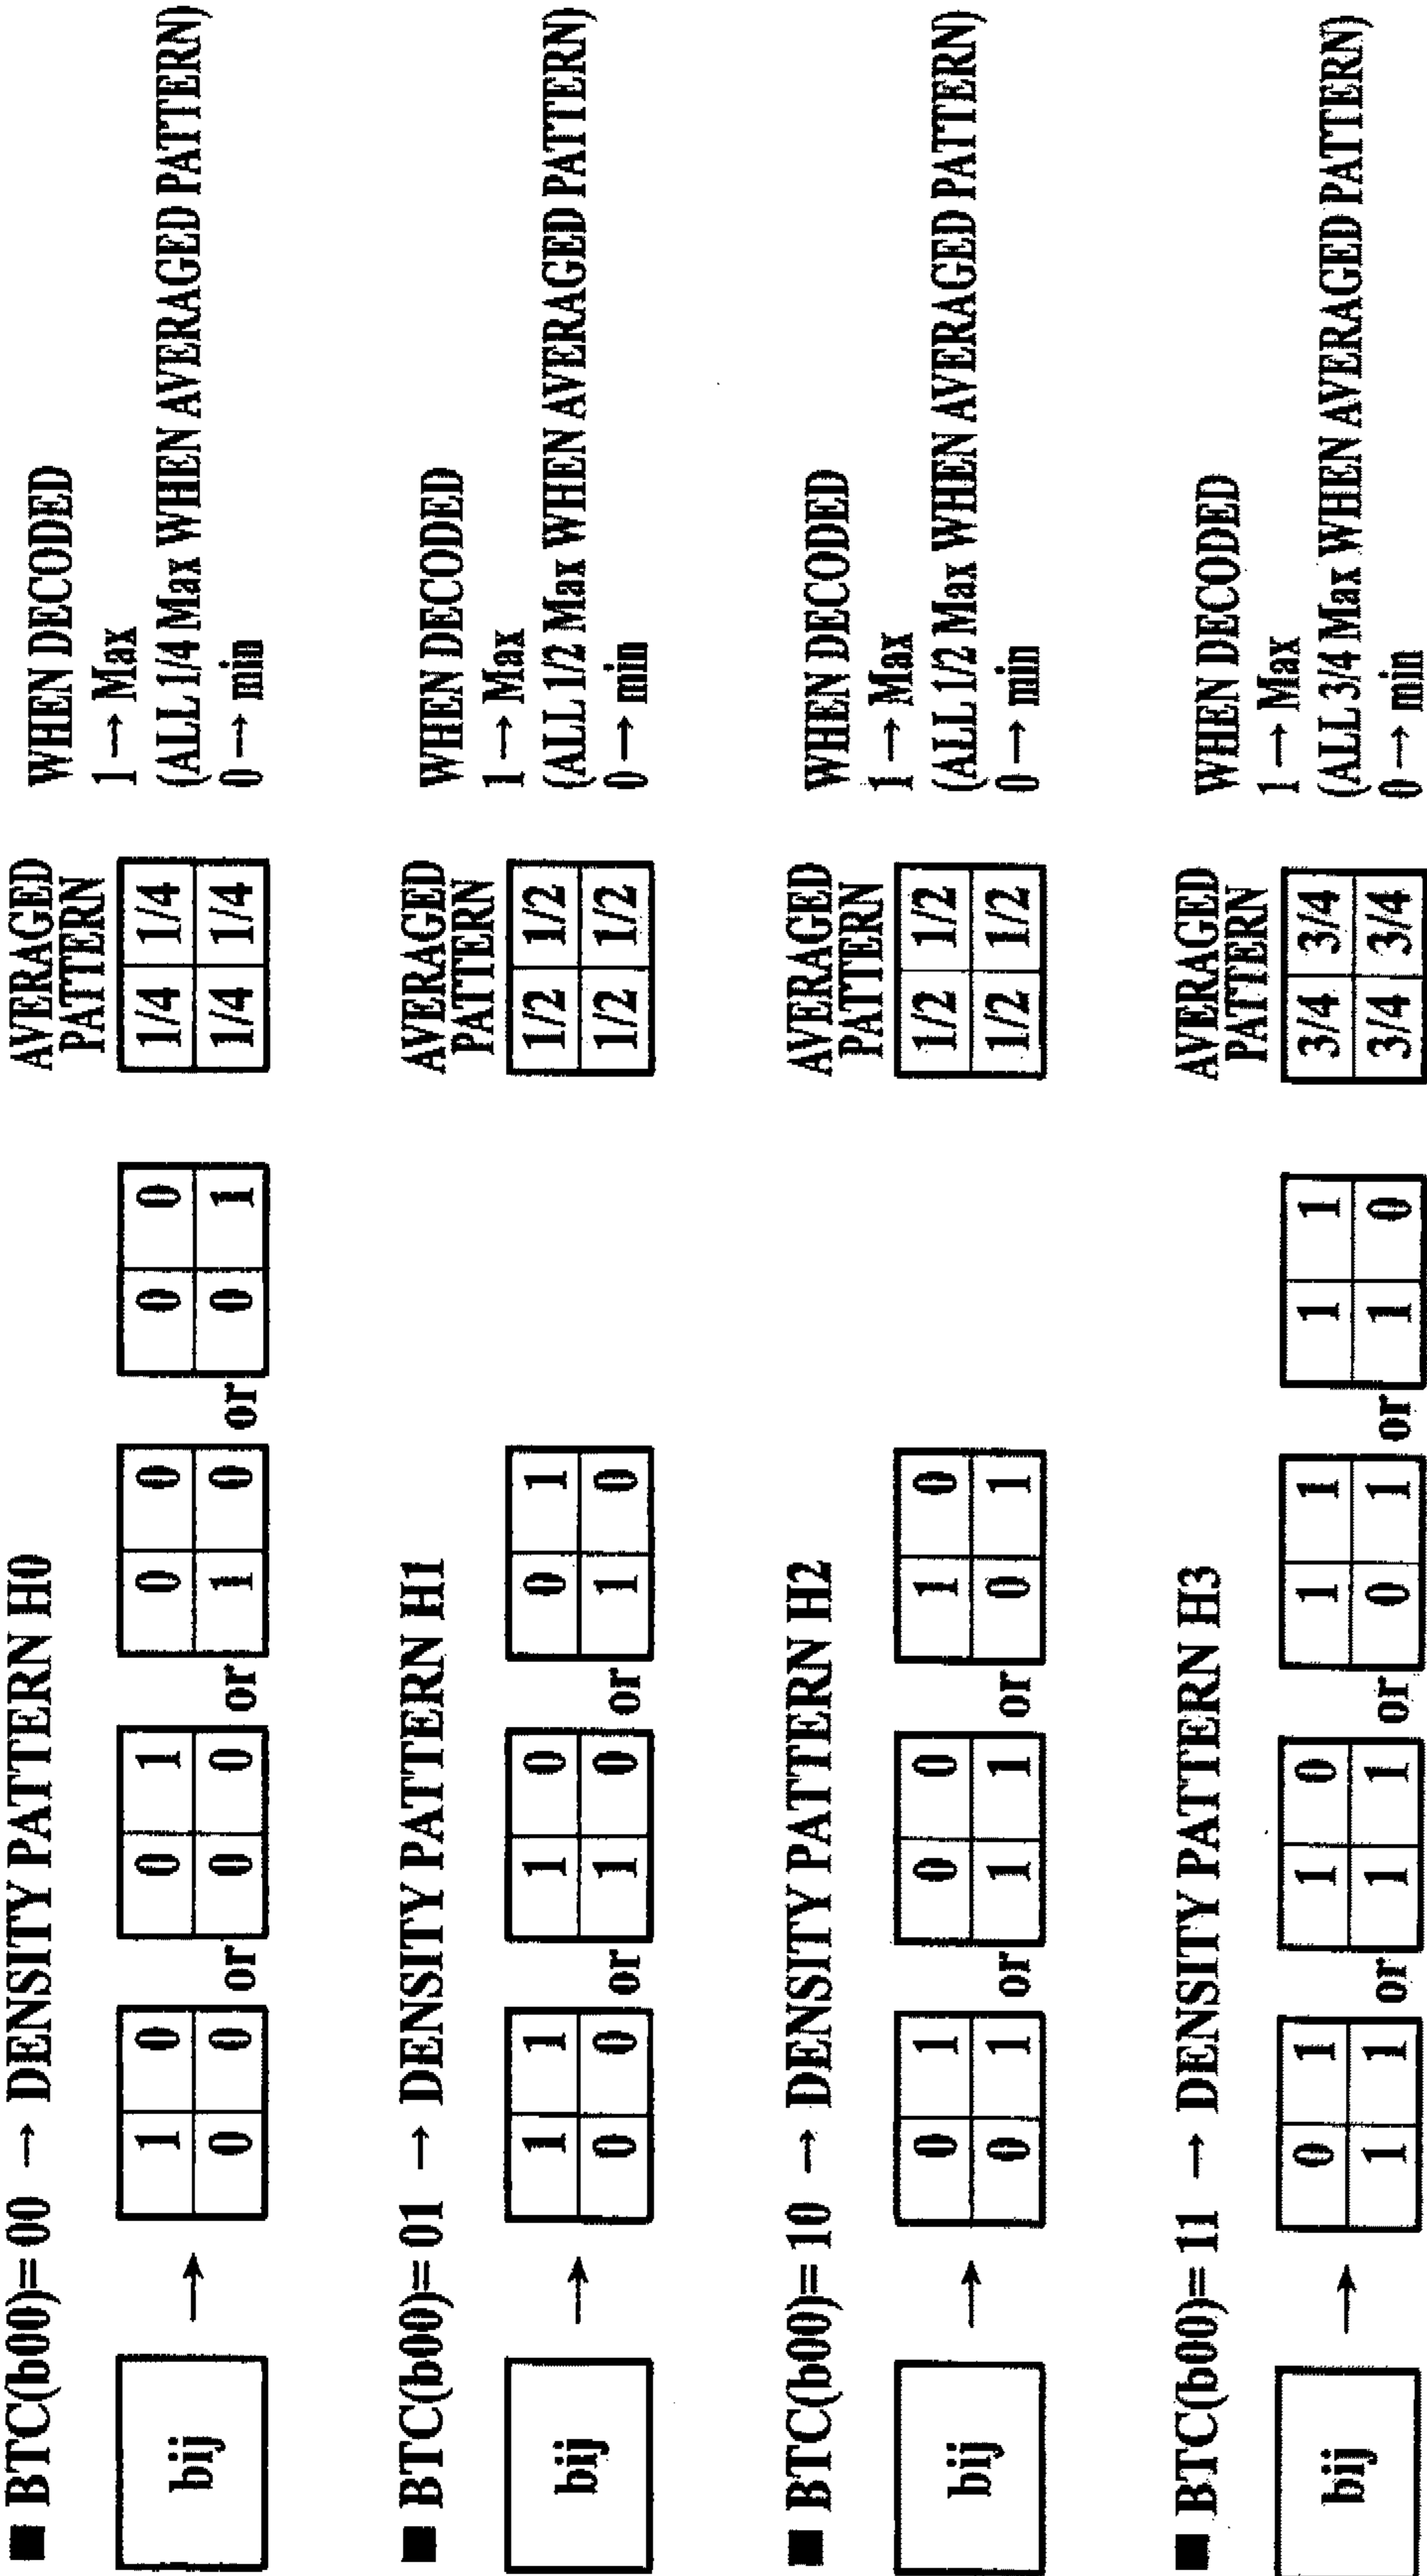 ■ BTC(b00)= 00 → DENSITY PATTERN H0
bij → 1 0 or 0 1 or 0 0 or 0 0
0 0 0 0 1 0 0 1
AVERAGED
PATTERN
1/4 1/4
1/4 1/4
WHEN DECODED
1 → Max
(ALL 1/4 Max WHEN AVERAGED PATTERN)
0 → min
■ BTC(b00)= 01 → DENSITY PATTERN H1
bij → 1 1 or 1 0 or 0 1
0 0 1 0 1 0
AVERAGED
PATTERN
1/2 1/2
1/2 1/2
WHEN DECODED
1 → Max
(ALL 1/2 Max WHEN AVERAGED PATTERN)
0 → min
■ BTC(b00)= 10 → DENSITY PATTERN H2
bij → 0 1 or 0 0 or 1 0
0 1 1 1 0 1
AVERAGED
PATTERN
1/2 1/2
1/2 1/2
WHEN DECODED
1 → Max
(ALL 1/2 Max WHEN AVERAGED PATTERN)
0 → min
■ BTC(b00)= 11 → DENSITY PATTERN H3
bij → 0 1 or 1 0 or 1 1 or 1 1
1 1 1 1 0 1 1 0
AVERAGED
PATTERN
3/4 3/4
3/4 3/4
WHEN DECODED
1 → Max
(ALL 3/4 Max WHEN AVERAGED PATTERN)
0 → min